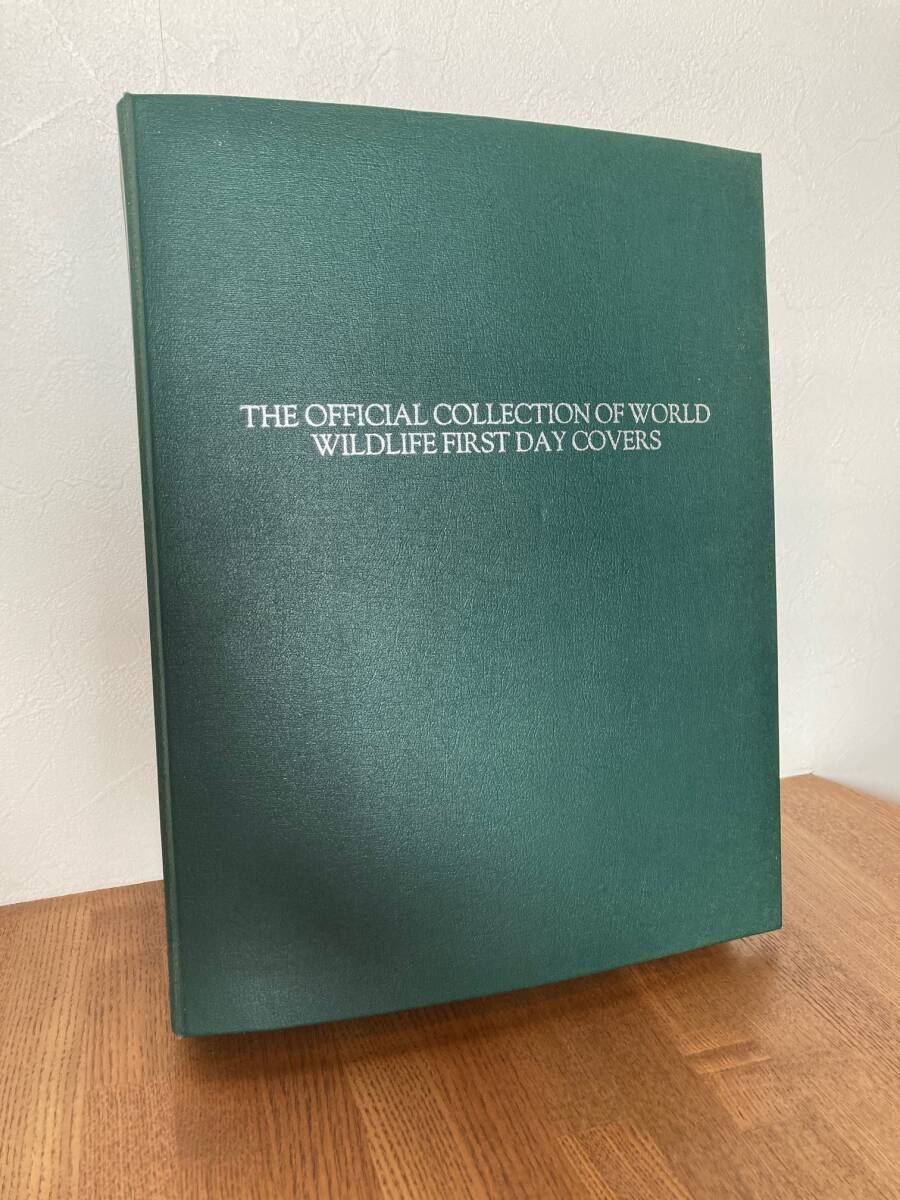 THE OFFICIAL COLLECTION OF WORLD
WILDLIFE FIRST DAY COVERS